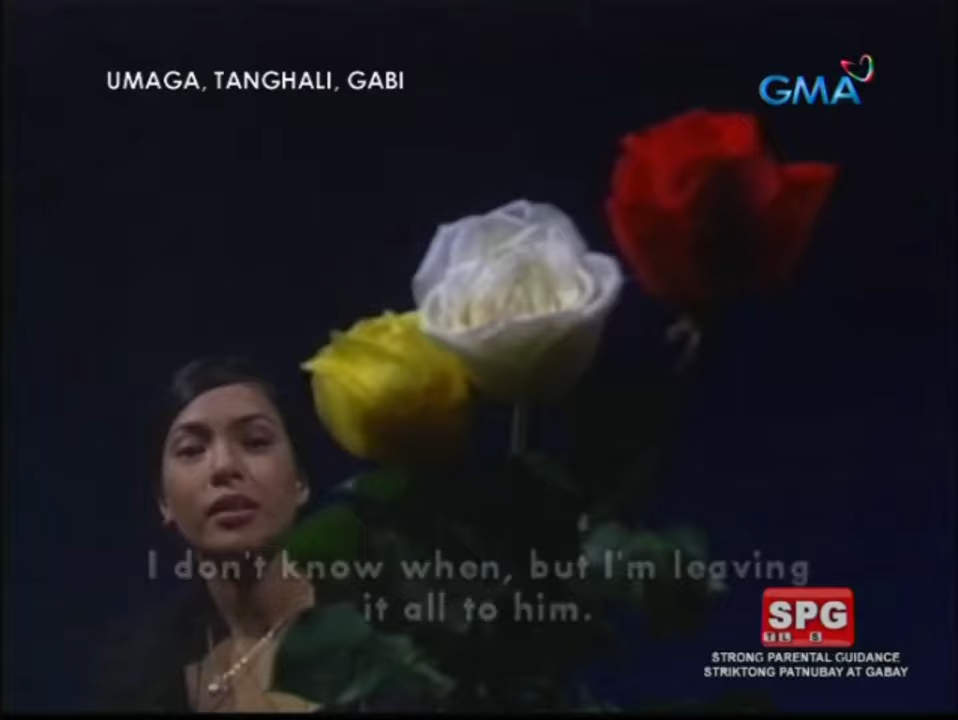 UMAGA, TANGHALI, GABI
GMA
I don't know when, but I'm leaving
it all to him.
SPG
TL S
STRONG PARENTAL GUIDANCE
STRIKTONG PATNUBAY AT GABAY